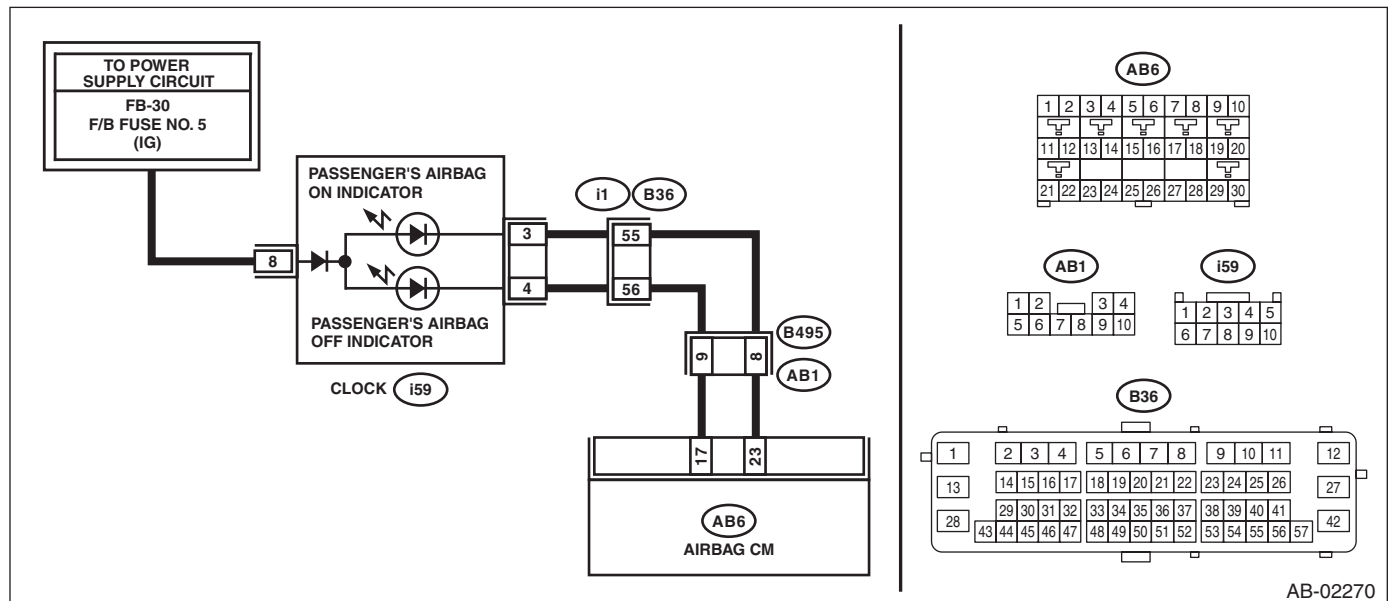 TO POWER
SUPPLY CIRCUIT
FB-30
F/B FUSE NO. 5
(IG)
PASSENGER'S AIRBAG
ON INDICATOR
8
3
4
PASSENGER'S AIRBAG
OFF INDICATOR
CLOCK i59
i1 B36
55
56
B495
9 8
AB1
17 23
AB6
AIRBAG CM
AB6
1 2 3 4 5 6 7 8 9 10
11 12 13 14 15 16 17 18 19 20
21 22 23 24 25 26 27 28 29 30
AB1
1 2 3 4
5 6 7 8 9 10
i59
1 2 3 4 5
6 7 8 9 10
B36
1 2 3 4 5 6 7 8 9 10 11 12
13 14 15 16 17 18 19 20 21 22 23 24 25 26 27
28 29 30 31 32 33 34 35 36 37 38 39 40 41 42
43 44 45 46 47 48 49 50 51 52 53 54 55 56 57
AB-02270